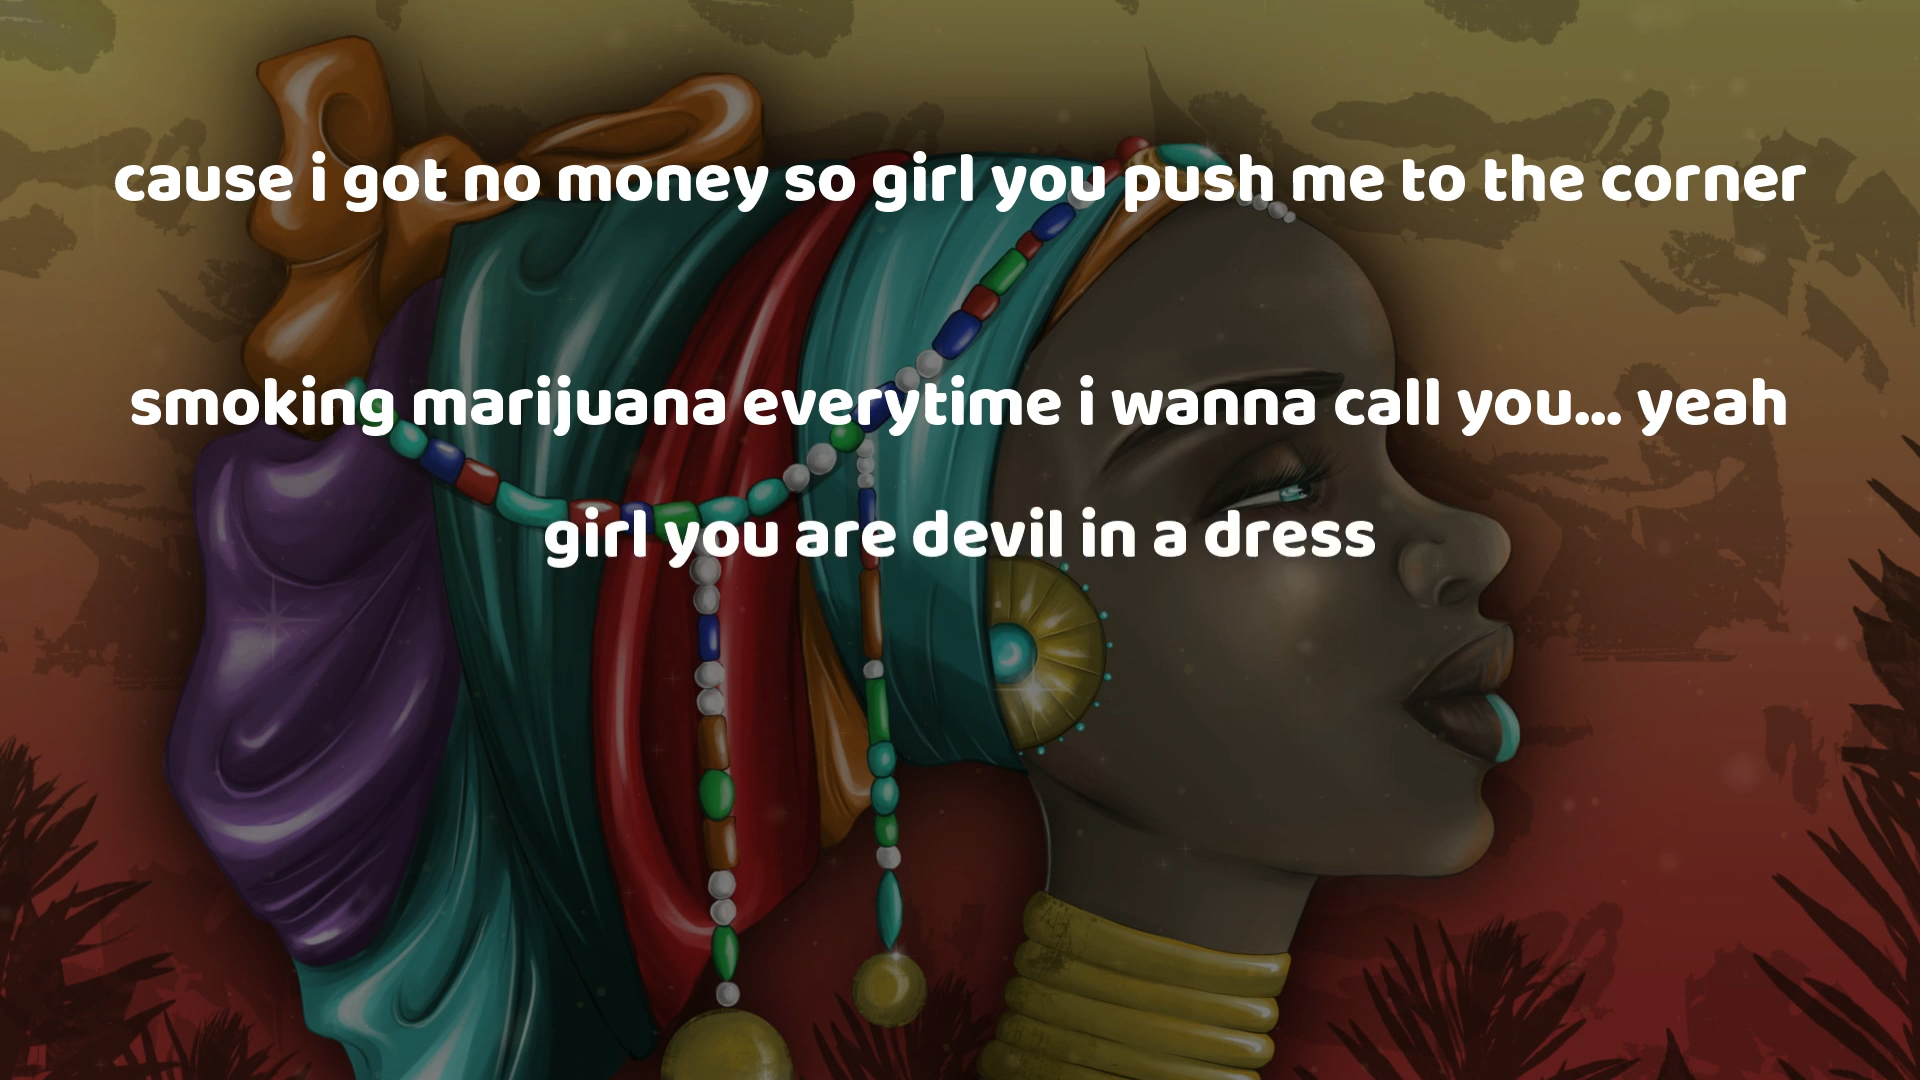 cause i got no money so girl you push me to the corner
smoking marijuana everytime i wanna call you... yeah
girl you are devil in a dress